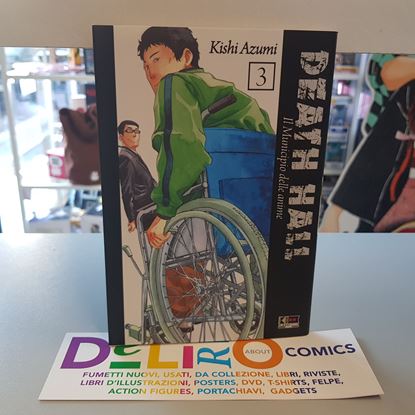 Kishi Azumi
3
DEATH HALL
Il Municipio delle anime
DeLIRO
ABOUT
COMICS
FUMETTI NUOVI, USATI, DA COLLEZIONE, LIBRI, RIVISTE,
LIBRI D'ILLUSTRAZIONI, POSTERS, DVD, T-SHIRTS, FELPE,
ACTION FIGURES, PORTACHIAVI, GADGETS